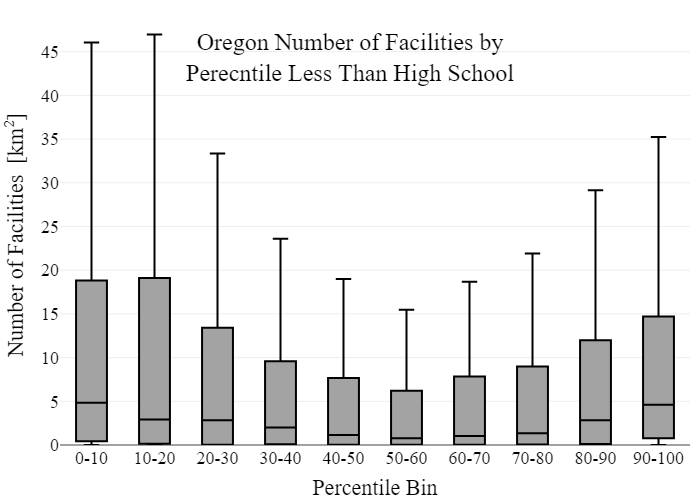 Oregon Number of Facilities by
Perecntile Less Than High School
Number of Facilities [km²]
45
40
35
30
25
20
15
10
5
0
0-10 10-20 20-30 30-40 40-50 50-60 60-70 70-80 80-90 90-100
Percentile Bin